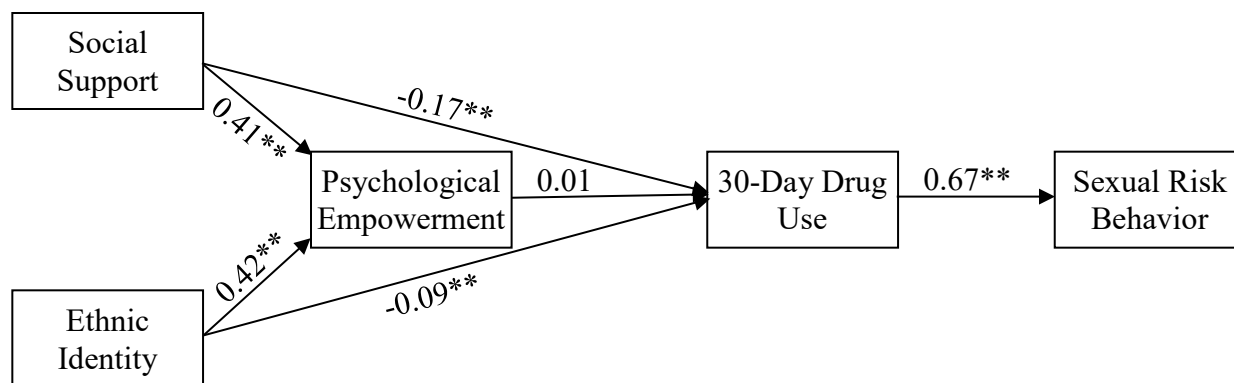 Social
Support
0.41**
-0.17**
Psychological
Empowerment
0.01
30-Day Drug
Use
0.67**
Sexual Risk
Behavior
0.42**
-0.09**
Ethnic
Identity